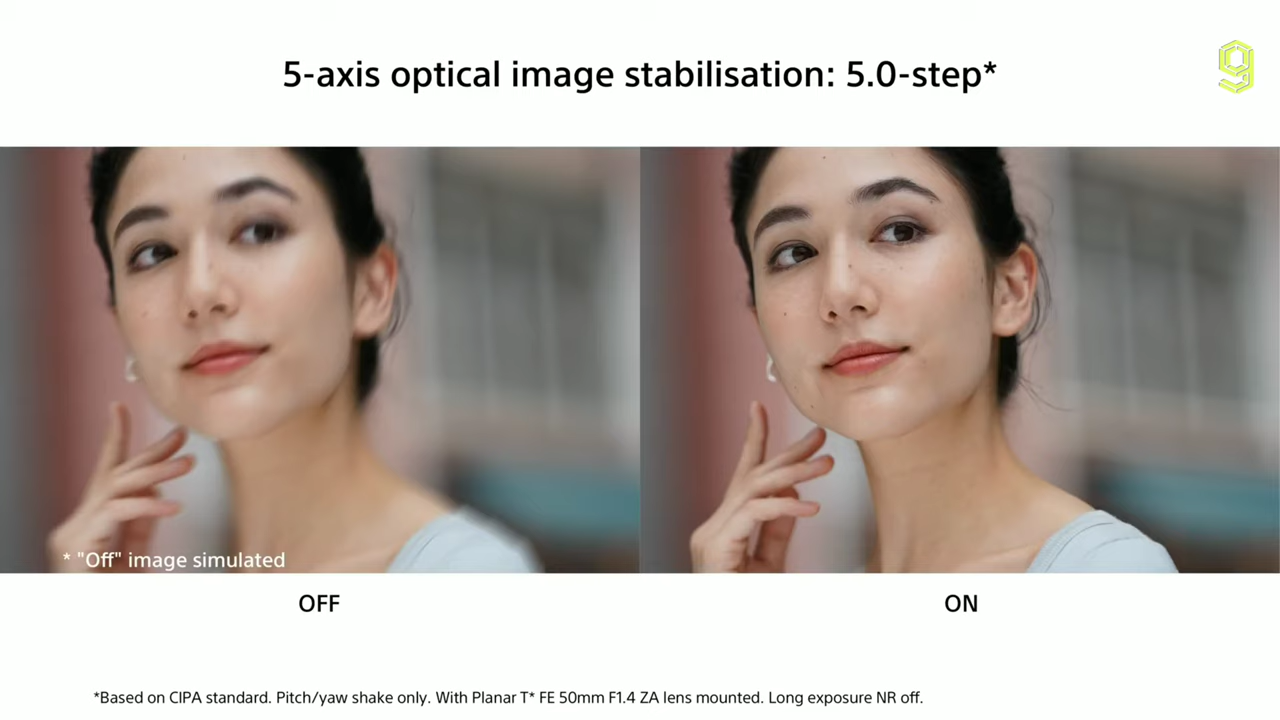 5-axis optical image stabilisation: 5.0-step*
* "Off" image simulated
OFF
ON
*Based on CIPA standard. Pitch/yaw shake only. With Planar T* FE 50mm F1.4 ZA lens mounted. Long exposure NR off.